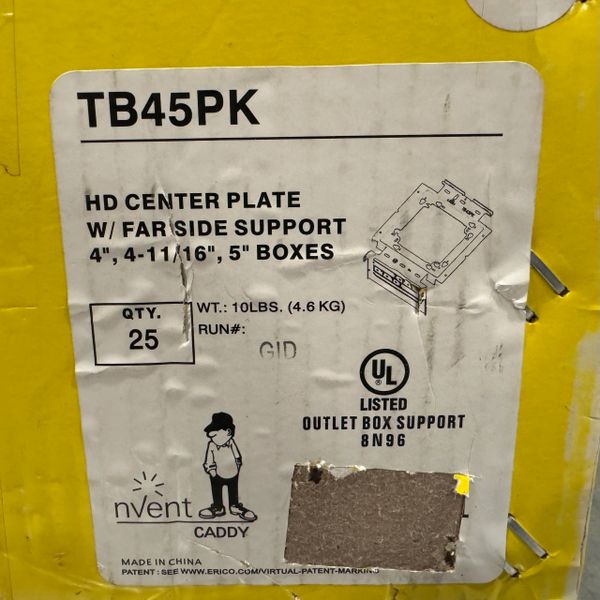 TB45PK
HD CENTER PLATE
W/ FAR SIDE SUPPORT
4", 4-11/16", 5" BOXES
QTY.
25
WT.: 10LBS. (4.6 KG)
RUN#:
GID
UL
®
LISTED
OUTLET BOX SUPPORT
8N96
nVent
CADDY
MADE IN CHINA
PATENT: SEE WWW.ERICO.COM/VIRTUAL-PATENT-MARKING